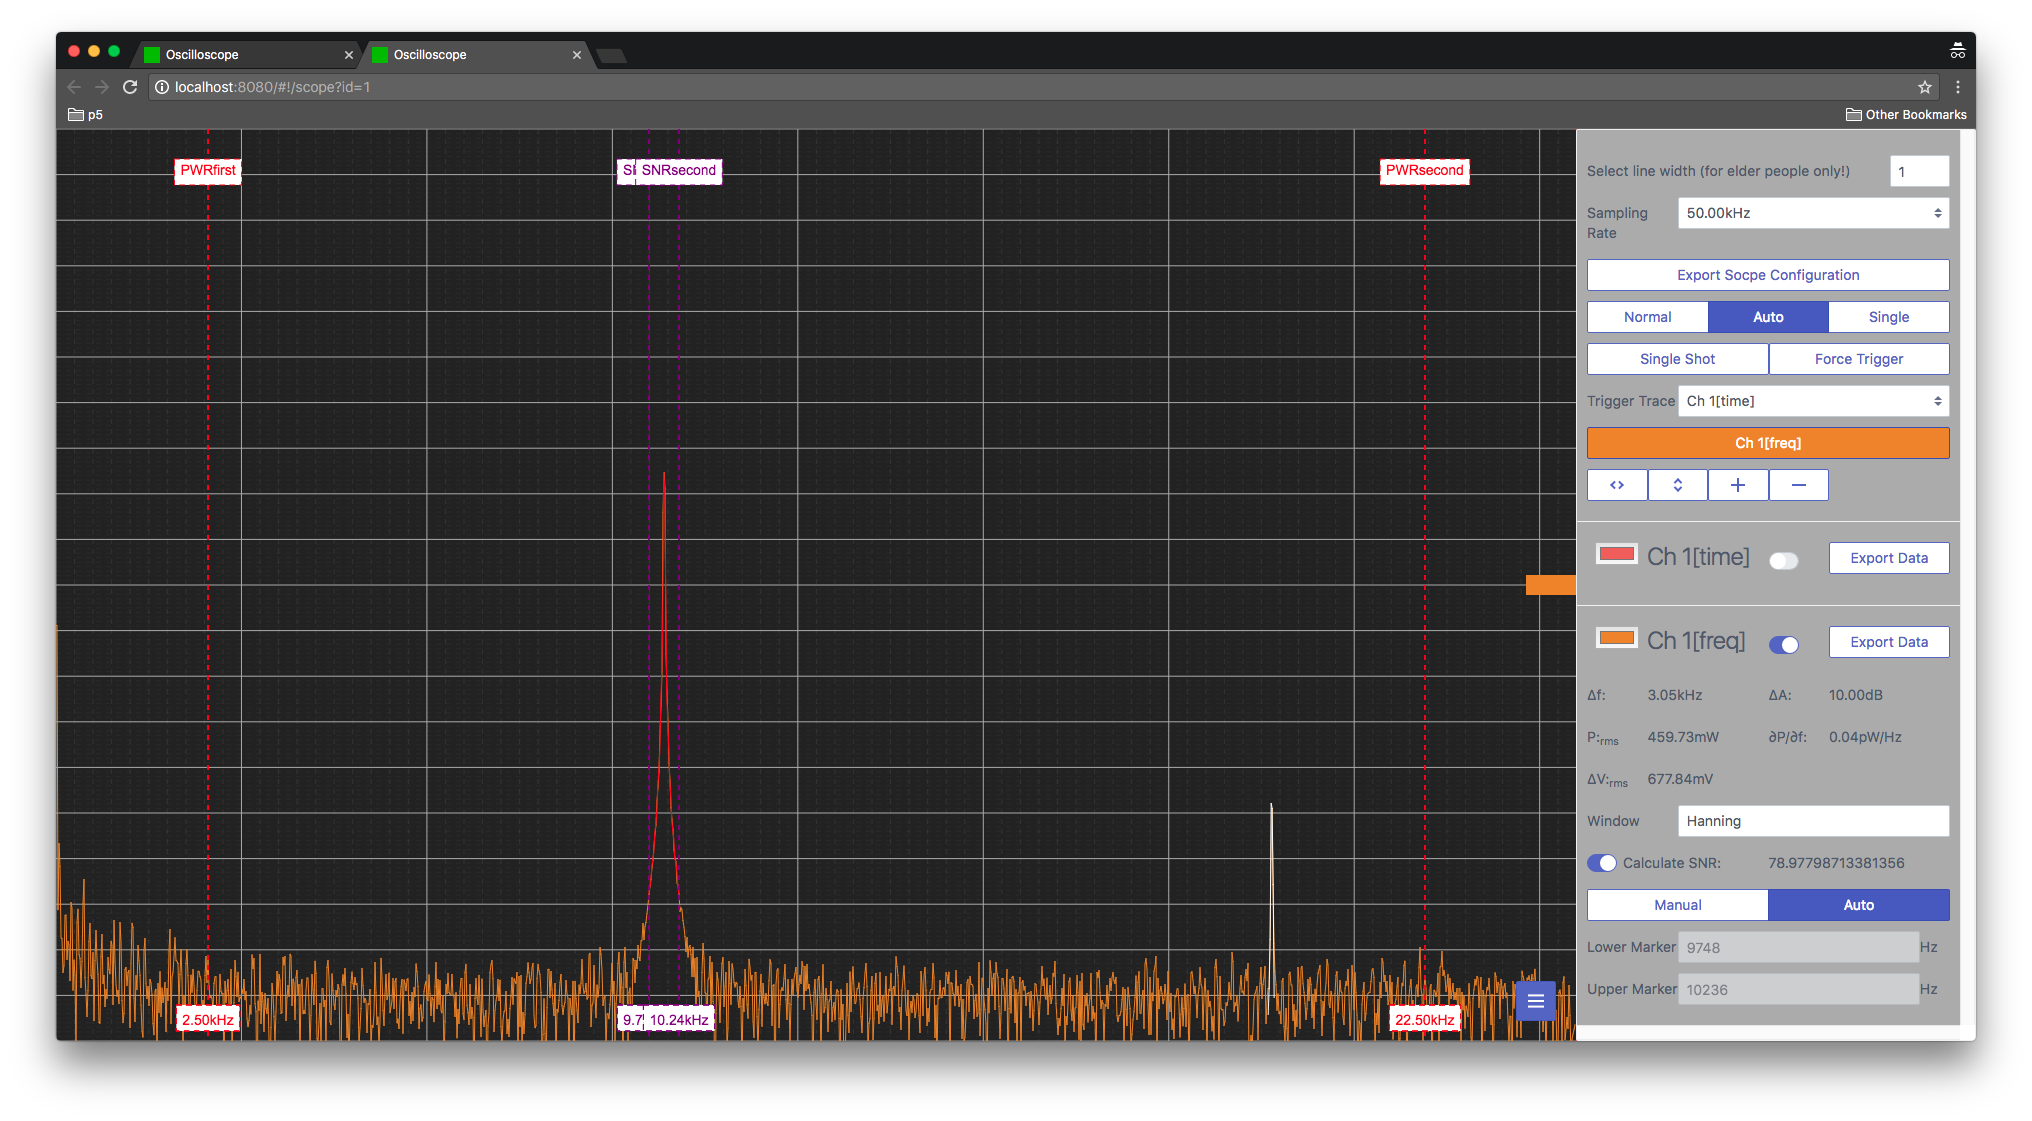 Oscilloscope
Oscilloscope
localhost:8080/#!/scope?id=1
p5
Other Bookmarks
PWRfirst
SNRsecond
PWRsecond
2.50kHz
9.7
10.24kHz
22.50kHz
Select line width (for elder people only!) 1
Sampling Rate 50.00kHz
Export Socpe Configuration
Normal Auto Single
Single Shot Force Trigger
Trigger Trace Ch 1[time]
Ch 1[freq]
Ch 1[time] Export Data
Ch 1[freq] Export Data
Δf: 3.05kHz ΔA: 10.00dB
P:rms 459.73mW ∂P/∂f: 0.04pW/Hz
ΔV:rms 677.84mV
Window Hanning
Calculate SNR: 78.97798713381356
Manual Auto
Lower Marker 9748 Hz
Upper Marker 10236 Hz